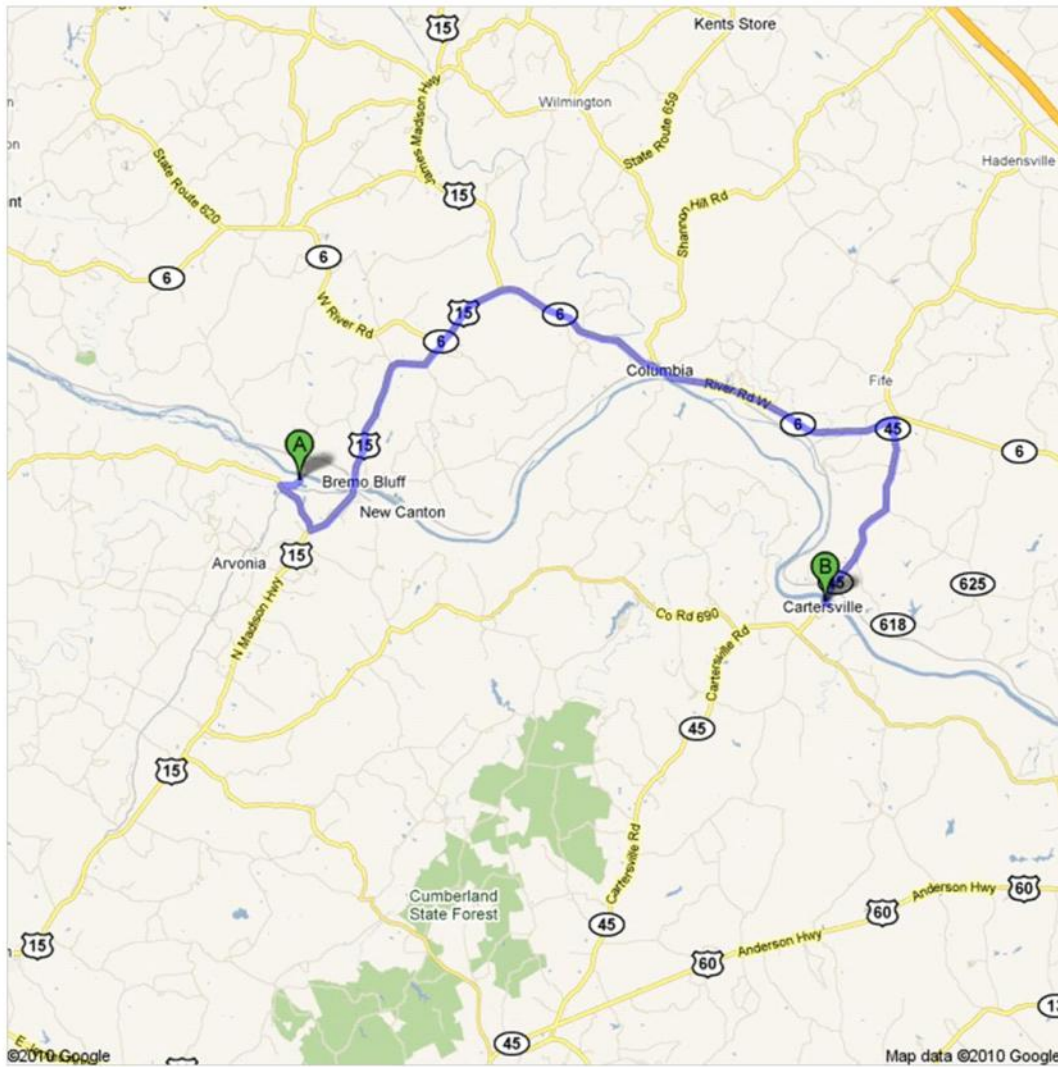 15
Kents Store
James Madison Hwy
Wilmington
State Route 659
Hadensville
State Route 620
15
Shannon Hill Rd
6
6
W River Rd
15
6
6
Columbia
River Rd W
Fife
6
45
6
15
A
Bremo Bluff
New Canton
15
Arvonia
B
45
Cartersville
625
618
N Madison Hwy
Co Rd 690
Cartersville Rd
45
15
Cartersville Rd
Cumberland
State Forest
Anderson Hwy
60
60
45
Anderson Hwy
15
60
45
©2010 Google
Map data ©2010 Google